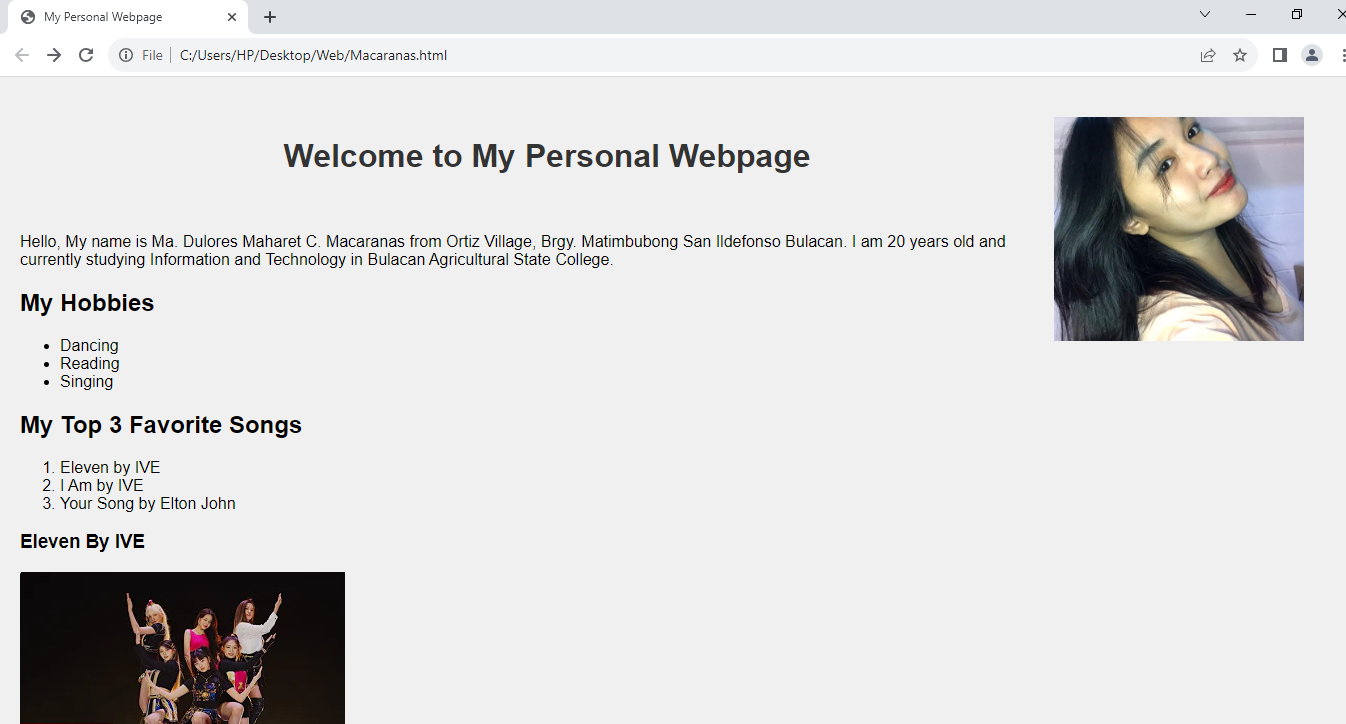 My Personal Webpage
File
C:/Users/HP/Desktop/Web/Macaranas.html
Welcome to My Personal Webpage
Hello, My name is Ma. Dulores Maharet C. Macaranas from Ortiz Village, Brgy. Matimbubong San Ildefonso Bulacan. I am 20 years old and
currently studying Information and Technology in Bulacan Agricultural State College.
My Hobbies
• Dancing
• Reading
• Singing
My Top 3 Favorite Songs
1. Eleven by IVE
2. I Am by IVE
3. Your Song by Elton John
Eleven By IVE